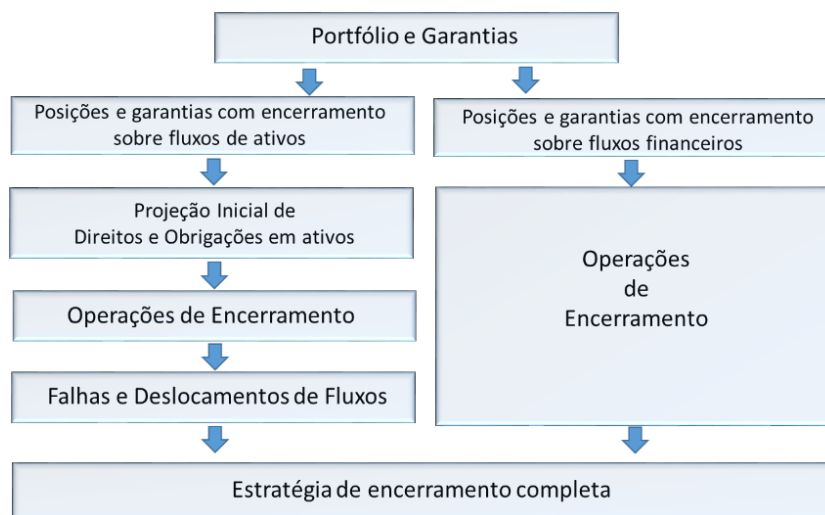 Portfólio e Garantias
Posições e garantias com encerramento
sobre fluxos de ativos
Posições e garantias com encerramento
sobre fluxos financeiros
Projeção Inicial de
Direitos e Obrigações em ativos
Operações de Encerramento
Falhas e Deslocamentos de Fluxos
Operações
de
Encerramento
Estratégia de encerramento completa